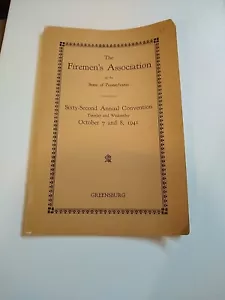 The
Firemen's Association
of the
State of Pennsylvania
Sixty-Second Annual Convention
Tuesday and Wednesday
October 7 and 8, 1941
GREENSBURG